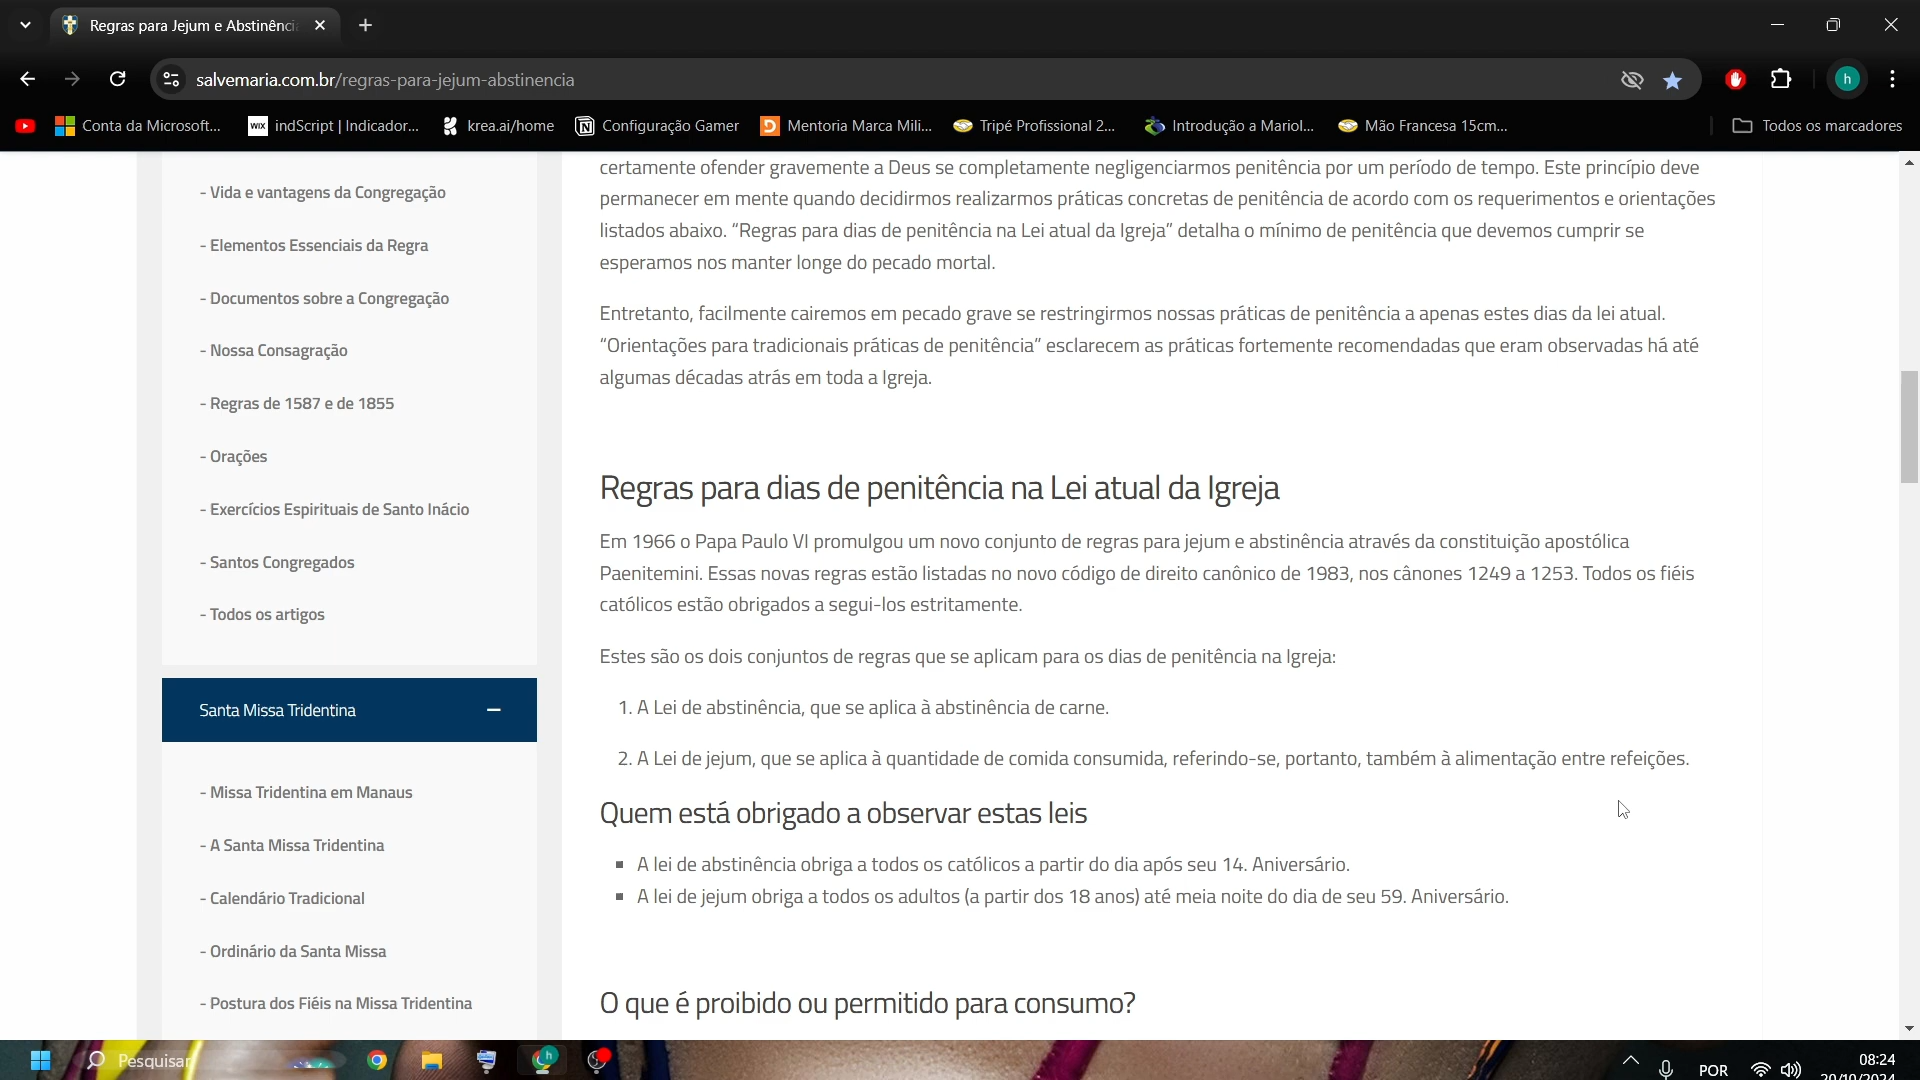 Regras para Jejum e Abstinênci
salvemaria.com.br/regras-para-jejum-abstinencia
h
Conta da Microsoft...
WIX
indScript | Indicador...
krea.ai/home
Configuração Gamer
Mentoria Marca Mili...
Tripé Profissional 2...
Introdução a Mariol...
Mão Francesa 15cm...
Todos os marcadores
- Vida e vantagens da Congregação
- Elementos Essenciais da Regra
- Documentos sobre a Congregação
- Nossa Consagração
- Regras de 1587 e de 1855
- Orações
- Exercícios Espirituais de Santo Inácio
- Santos Congregados
- Todos os artigos
Santa Missa Tridentina
- Missa Tridentina em Manaus
- A Santa Missa Tridentina
- Calendário Tradicional
- Ordinário da Santa Missa
- Postura dos Fiéis na Missa Tridentina
certamente ofender gravemente a Deus se completamente negligenciarmos penitência por um período de tempo. Este princípio deve
permanecer em mente quando decidirmos realizarmos práticas concretas de penitência de acordo com os requerimentos e orientações
listados abaixo. “Regras para dias de penitência na Lei atual da Igreja” detalha o mínimo de penitência que devemos cumprir se
esperamos nos manter longe do pecado mortal.
Entretanto, facilmente cairemos em pecado grave se restringirmos nossas práticas de penitência a apenas estes dias da lei atual.
“Orientações para tradicionais práticas de penitência” esclarecem as práticas fortemente recomendadas que eram observadas há até
algumas décadas atrás em toda a Igreja.
Regras para dias de penitência na Lei atual da Igreja
Em 1966 o Papa Paulo VI promulgou um novo conjunto de regras para jejum e abstinência através da constituição apostólica
Paenitemini. Essas novas regras estão listadas no novo código de direito canônico de 1983, nos cânones 1249 a 1253. Todos os fiéis
católicos estão obrigados a segui-los estritamente.
Estes são os dois conjuntos de regras que se aplicam para os dias de penitência na Igreja:
1. A Lei de abstinência, que se aplica à abstinência de carne.
2. A Lei de jejum, que se aplica à quantidade de comida consumida, referindo-se, portanto, também à alimentação entre refeições.
Quem está obrigado a observar estas leis
▪ A lei de abstinência obriga a todos os católicos a partir do dia após seu 14. Aniversário.
▪ A lei de jejum obriga a todos os adultos (a partir dos 18 anos) até meia noite do dia de seu 59. Aniversário.
O que é proibido ou permitido para consumo?
Pesquisar
POR
08:24
20/10/2024